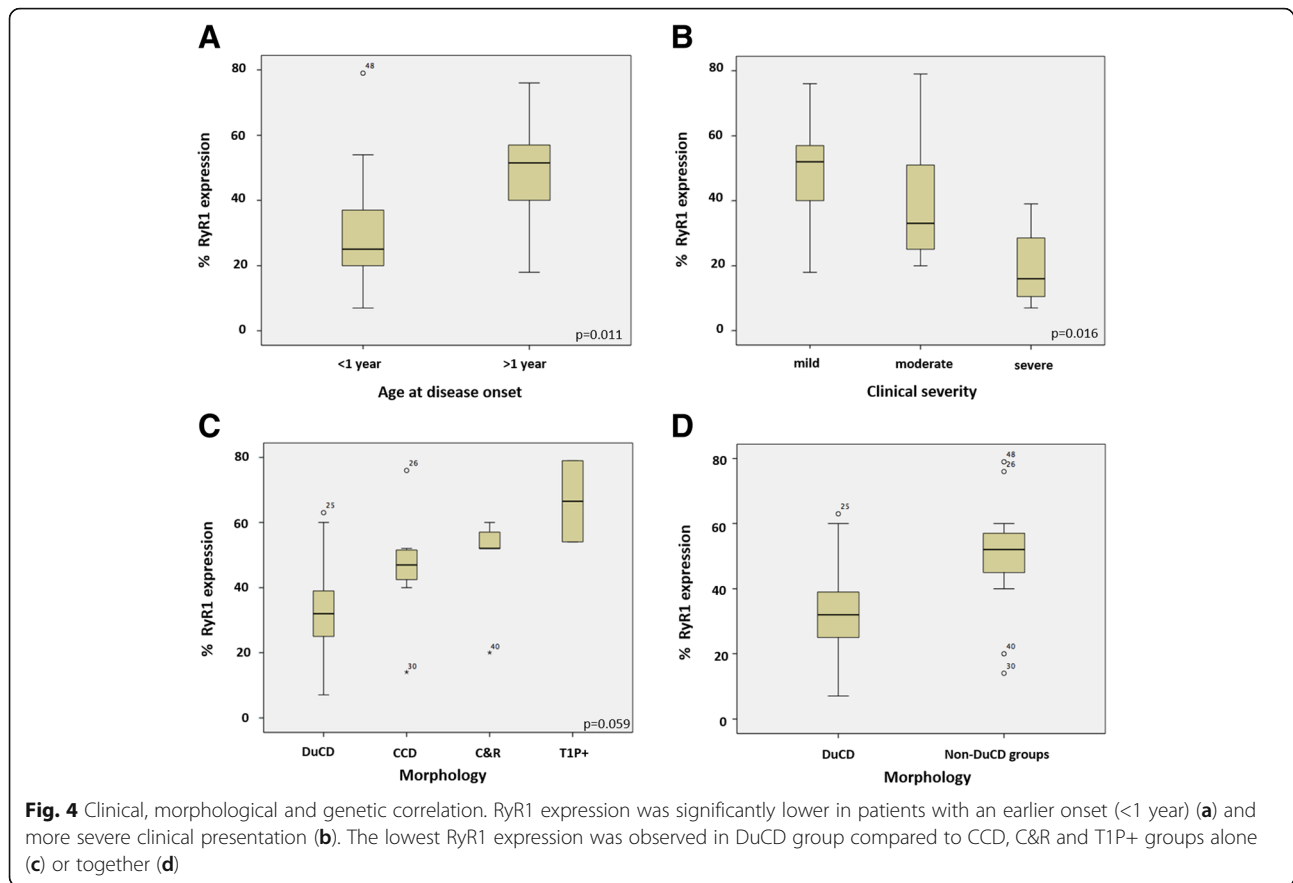 A
% RyR1 expression
80
60
40
20
0
48
p=0.011
<1 year
>1 year
Age at disease onset
B
% RyR1 expression
80
60
40
20
0
p=0.016
mild
moderate
severe
Clinical severity
C
% RyR1 expression
80
60
40
20
0
25
26
30
40
p=0.059
DuCD
CCD
C&R
T1P+
Morphology
D
% RyR1 expression
80
60
40
20
0
25
48
26
40
30
DuCD
Non-DuCD groups
Morphology
Fig. 4 Clinical, morphological and genetic correlation. RyR1 expression was significantly lower in patients with an earlier onset (<1 year) (a) and
more severe clinical presentation (b). The lowest RyR1 expression was observed in DuCD group compared to CCD, C&R and T1P+ groups alone
(c) or together (d)